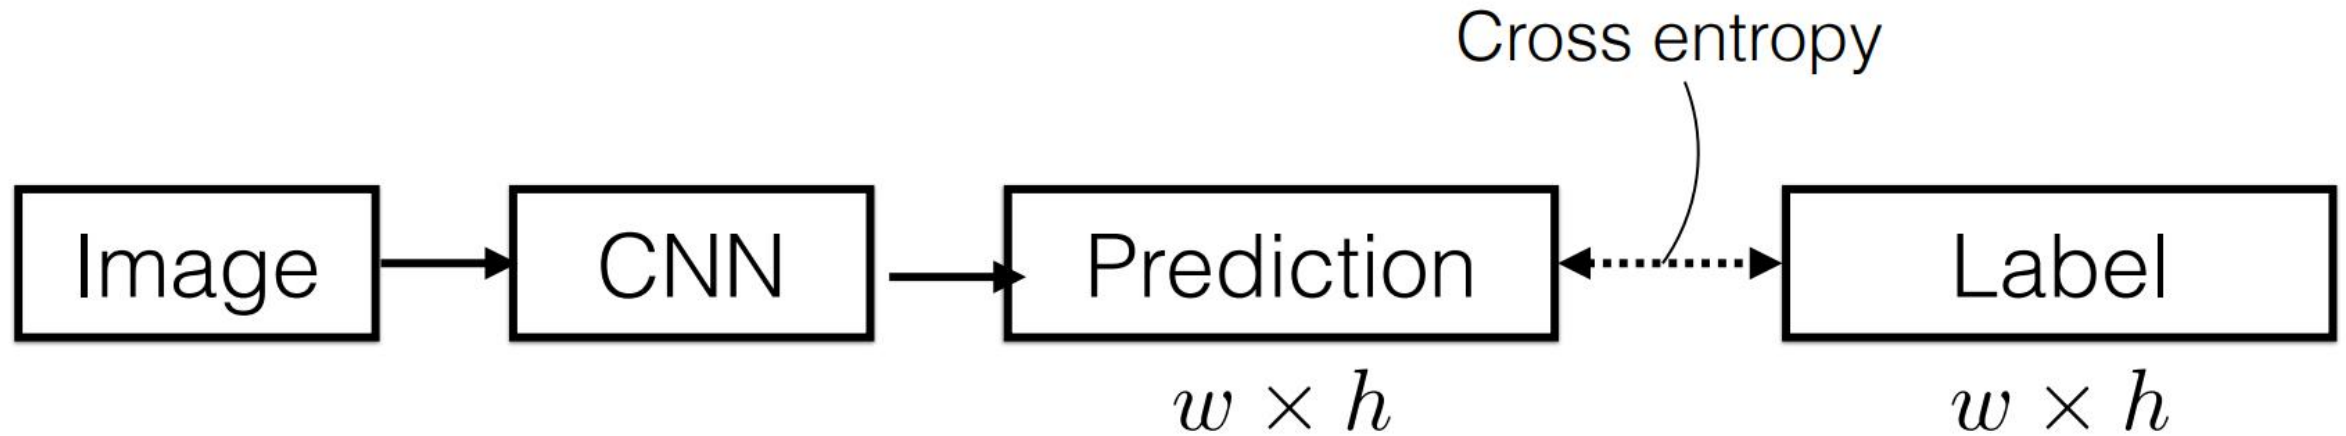 Cross entropy
Image
CNN
Prediction
Label
w × h
w × h